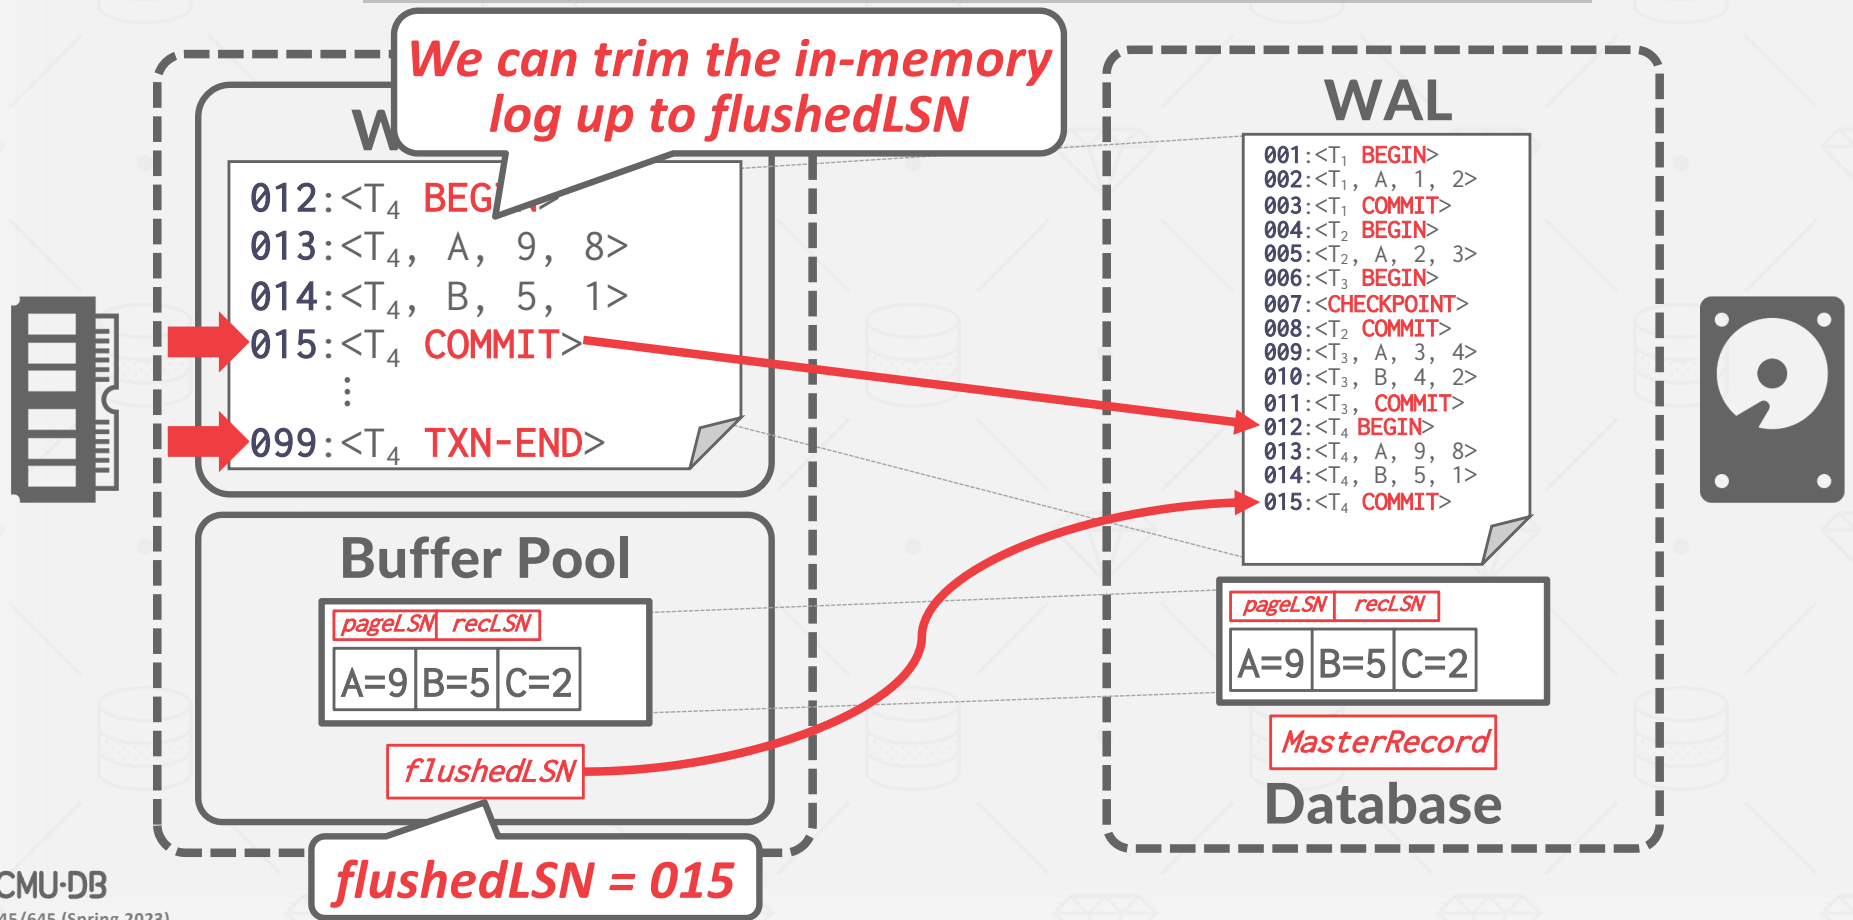 We can trim the in-memory
log up to flushedLSN
012:<T4 BEG
013:<T4, A, 9, 8>
014:<T4, B, 5, 1>
015:<T4 COMMIT>
⋮
099:<T4 TXN-END>
Buffer Pool
pageLSN recLSN
A=9 B=5 C=2
flushedLSN
flushedLSN = 015
WAL
001:<T1 BEGIN>
002:<T1, A, 1, 2>
003:<T1 COMMIT>
004:<T2 BEGIN>
005:<T2, A, 2, 3>
006:<T3 BEGIN>
007:<CHECKPOINT>
008:<T2 COMMIT>
009:<T3, A, 3, 4>
010:<T3, B, 4, 2>
011:<T3, COMMIT>
012:<T4 BEGIN>
013:<T4, A, 9, 8>
014:<T4, B, 5, 1>
015:<T4 COMMIT>
pageLSN recLSN
A=9 B=5 C=2
MasterRecord
Database
CMU·DB
45/645 (Spring 2023)